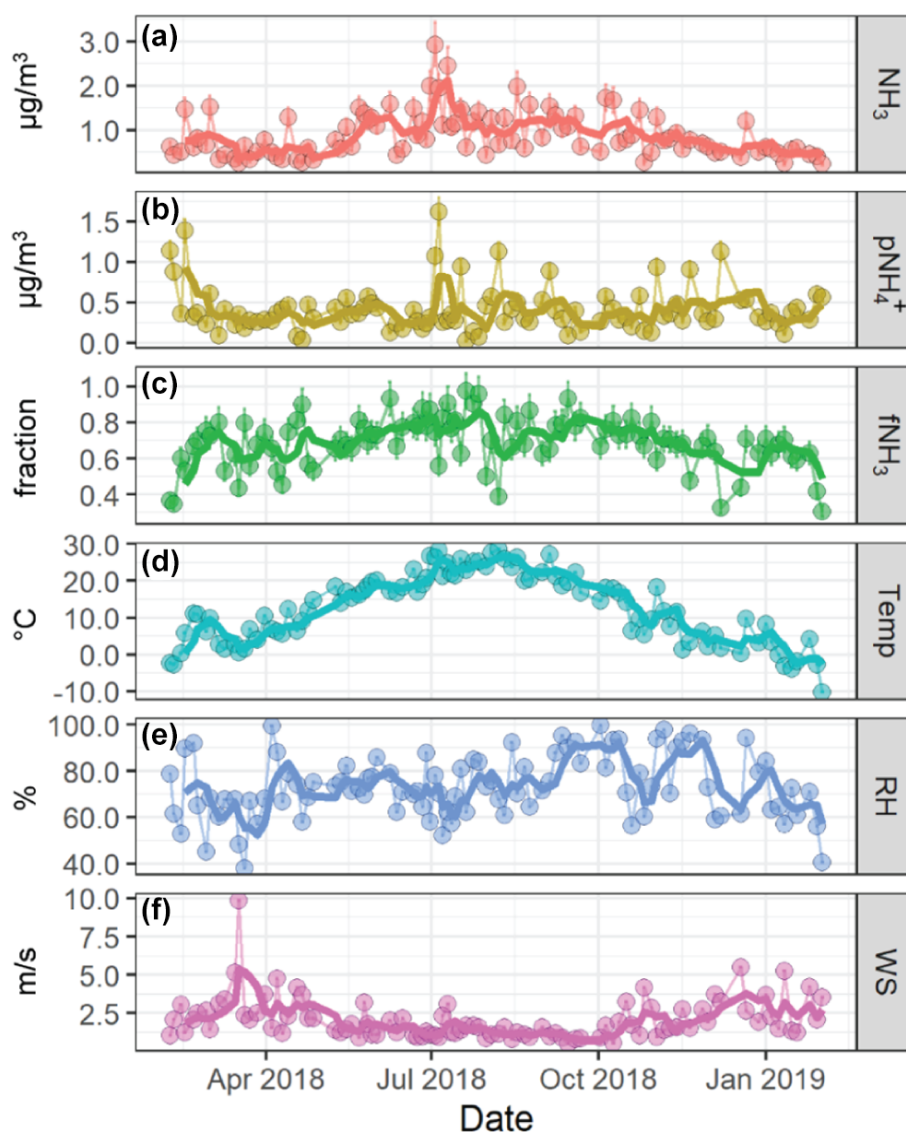 (a)
µg/m³
3.0
2.0
1.0
NH₃
(b)
µg/m³
1.5
1.0
0.5
0.0
pNH₄⁺
(c)
fraction
1.0
0.8
0.6
0.4
fNH₃
(d)
°C
30.0
20.0
10.0
0.0
-10.0
Temp
(e)
%
100.0
80.0
60.0
40.0
RH
(f)
m/s
10.0
7.5
5.0
2.5
WS
Apr 2018 Jul 2018 Oct 2018 Jan 2019
Date